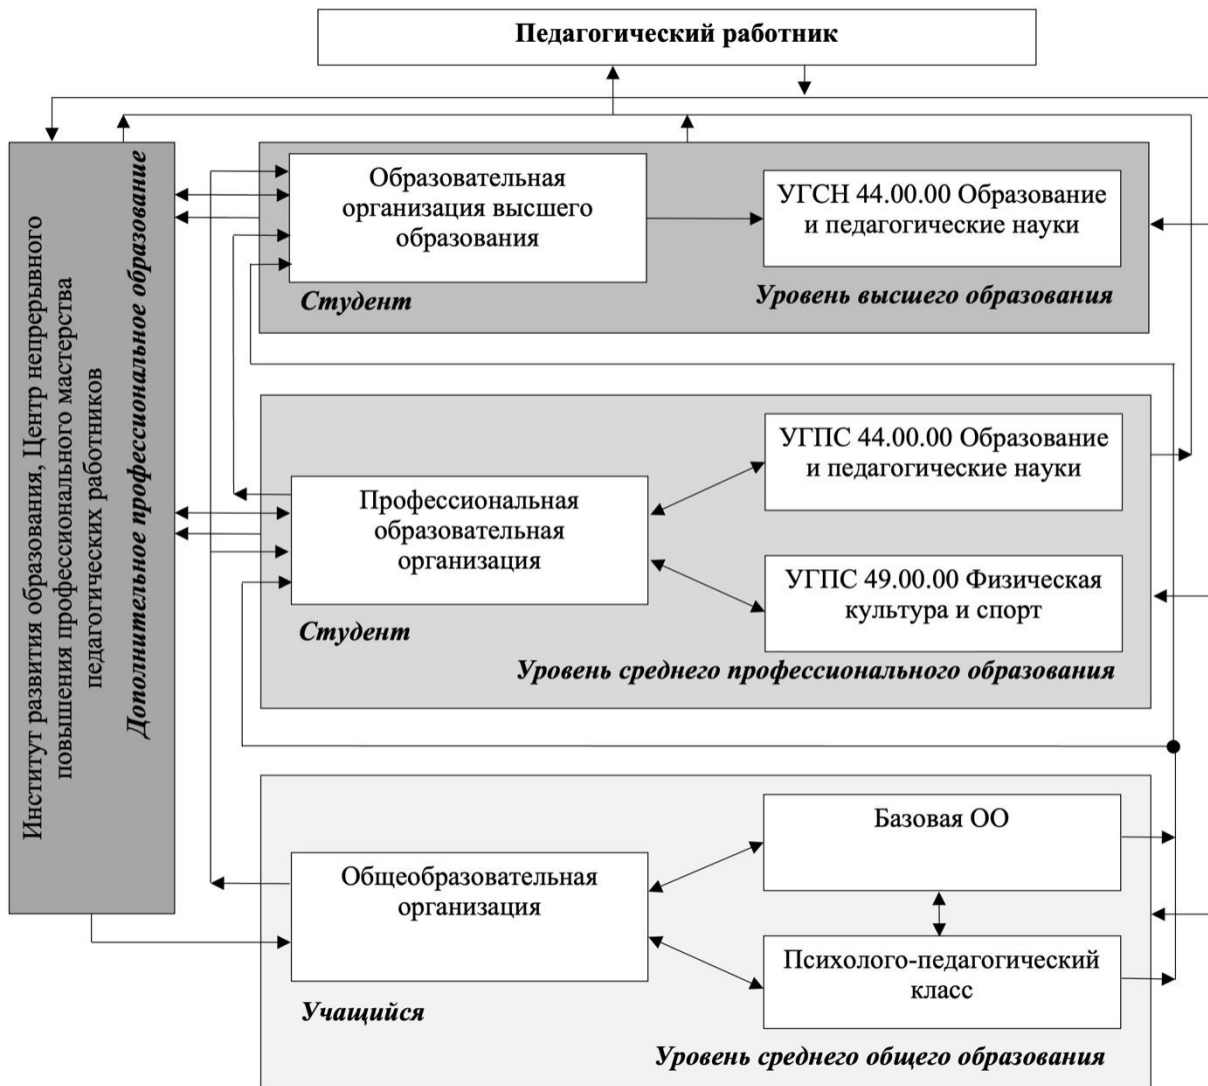 Педагогический работник
Институт развития образования, Центр непрерывного
повышения профессионального мастерства
педагогических работников
Дополнительное профессиональное образование
Образовательная
организация высшего
образования
УГСН 44.00.00 Образование
и педагогические науки
Студент
Уровень высшего образования
Профессиональная
образовательная
организация
УГПС 44.00.00 Образование
и педагогические науки
УГПС 49.00.00 Физическая
культура и спорт
Студент
Уровень среднего профессионального образования
Общеобразовательная
организация
Базовая ОО
Психолого-педагогический
класс
Учащийся
Уровень среднего общего образования